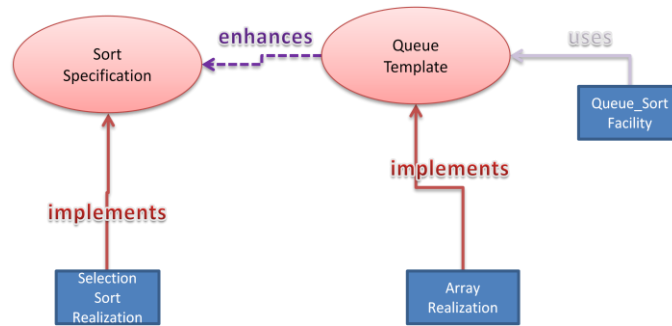 enhances
uses
Sort
Specification
Queue
Template
Queue_Sort
Facility
implements
implements
Selection
Sort
Realization
Array
Realization